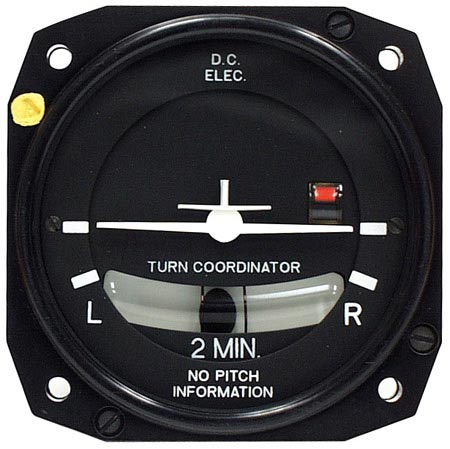 D.C.
ELEC.
TURN COORDINATOR
L R
2 MIN.
NO PITCH
INFORMATION